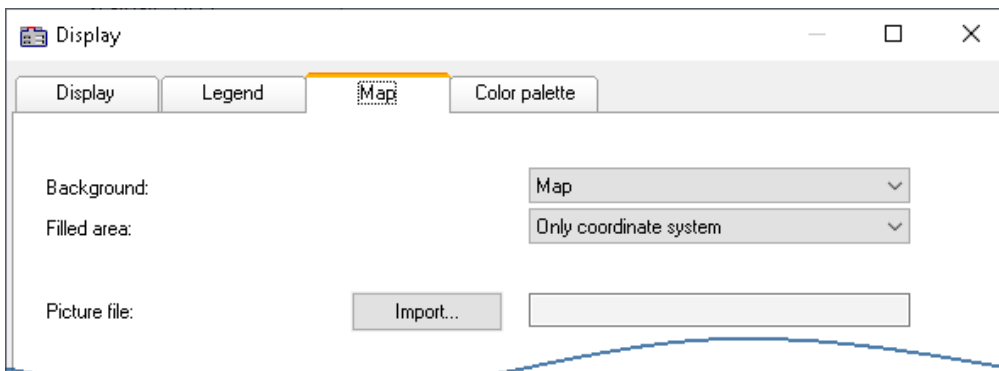 Display
Display Legend Map Color palette
Background: Map
Filled area: Only coordinate system
Picture file: Import...